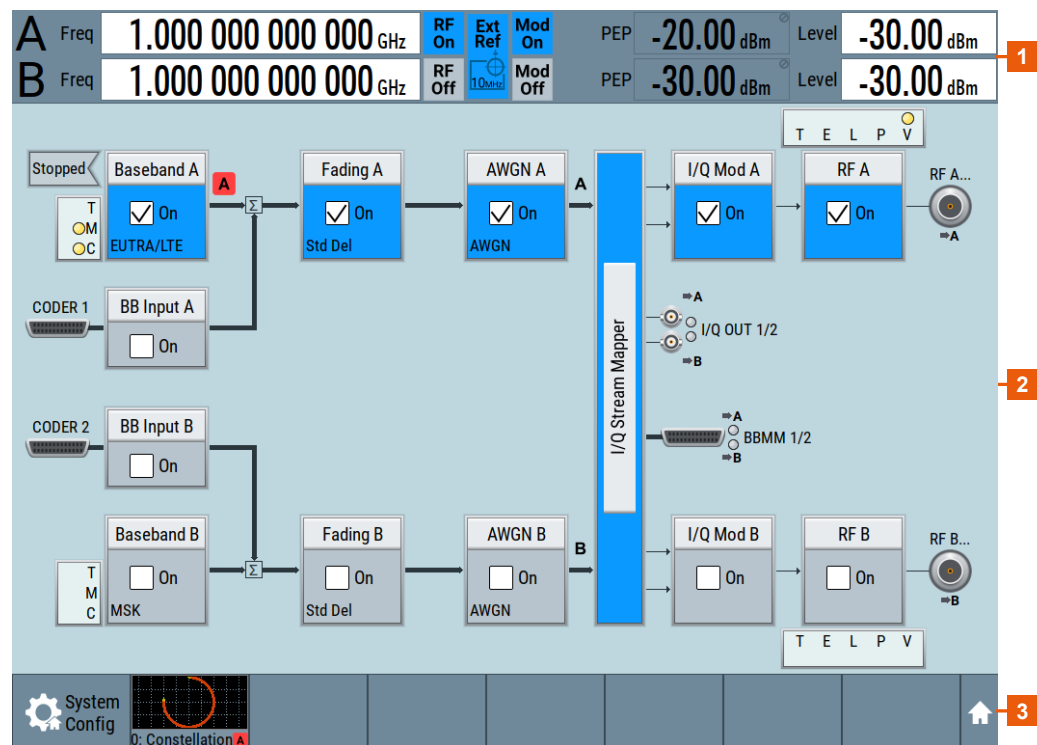 A Freq 1.000 000 000 000 GHz RF On Ext Ref Mod On PEP -20.00 dBm Level -30.00 dBm
1
B Freq 1.000 000 000 000 GHz RF Off 10MHz Mod Off PEP -30.00 dBm Level -30.00 dBm
T E L P V
Stopped
Baseband A
A
Fading A
AWGN A
A
I/Q Mod A
RF A
RF A...
T
M
C
On
Σ
On
On
On
On
EUTRA/LTE
Std Del
AWGN
A
CODER 1
BB Input A
On
A
I/Q OUT 1/2
B
I/Q Stream Mapper
2
CODER 2
BB Input B
On
A
BBMM 1/2
B
Baseband B
Fading B
AWGN B
B
I/Q Mod B
RF B
RF B...
T
M
C
On
Σ
On
On
On
On
MSK
Std Del
AWGN
B
T E L P V
System
Config
0: Constellation A
3